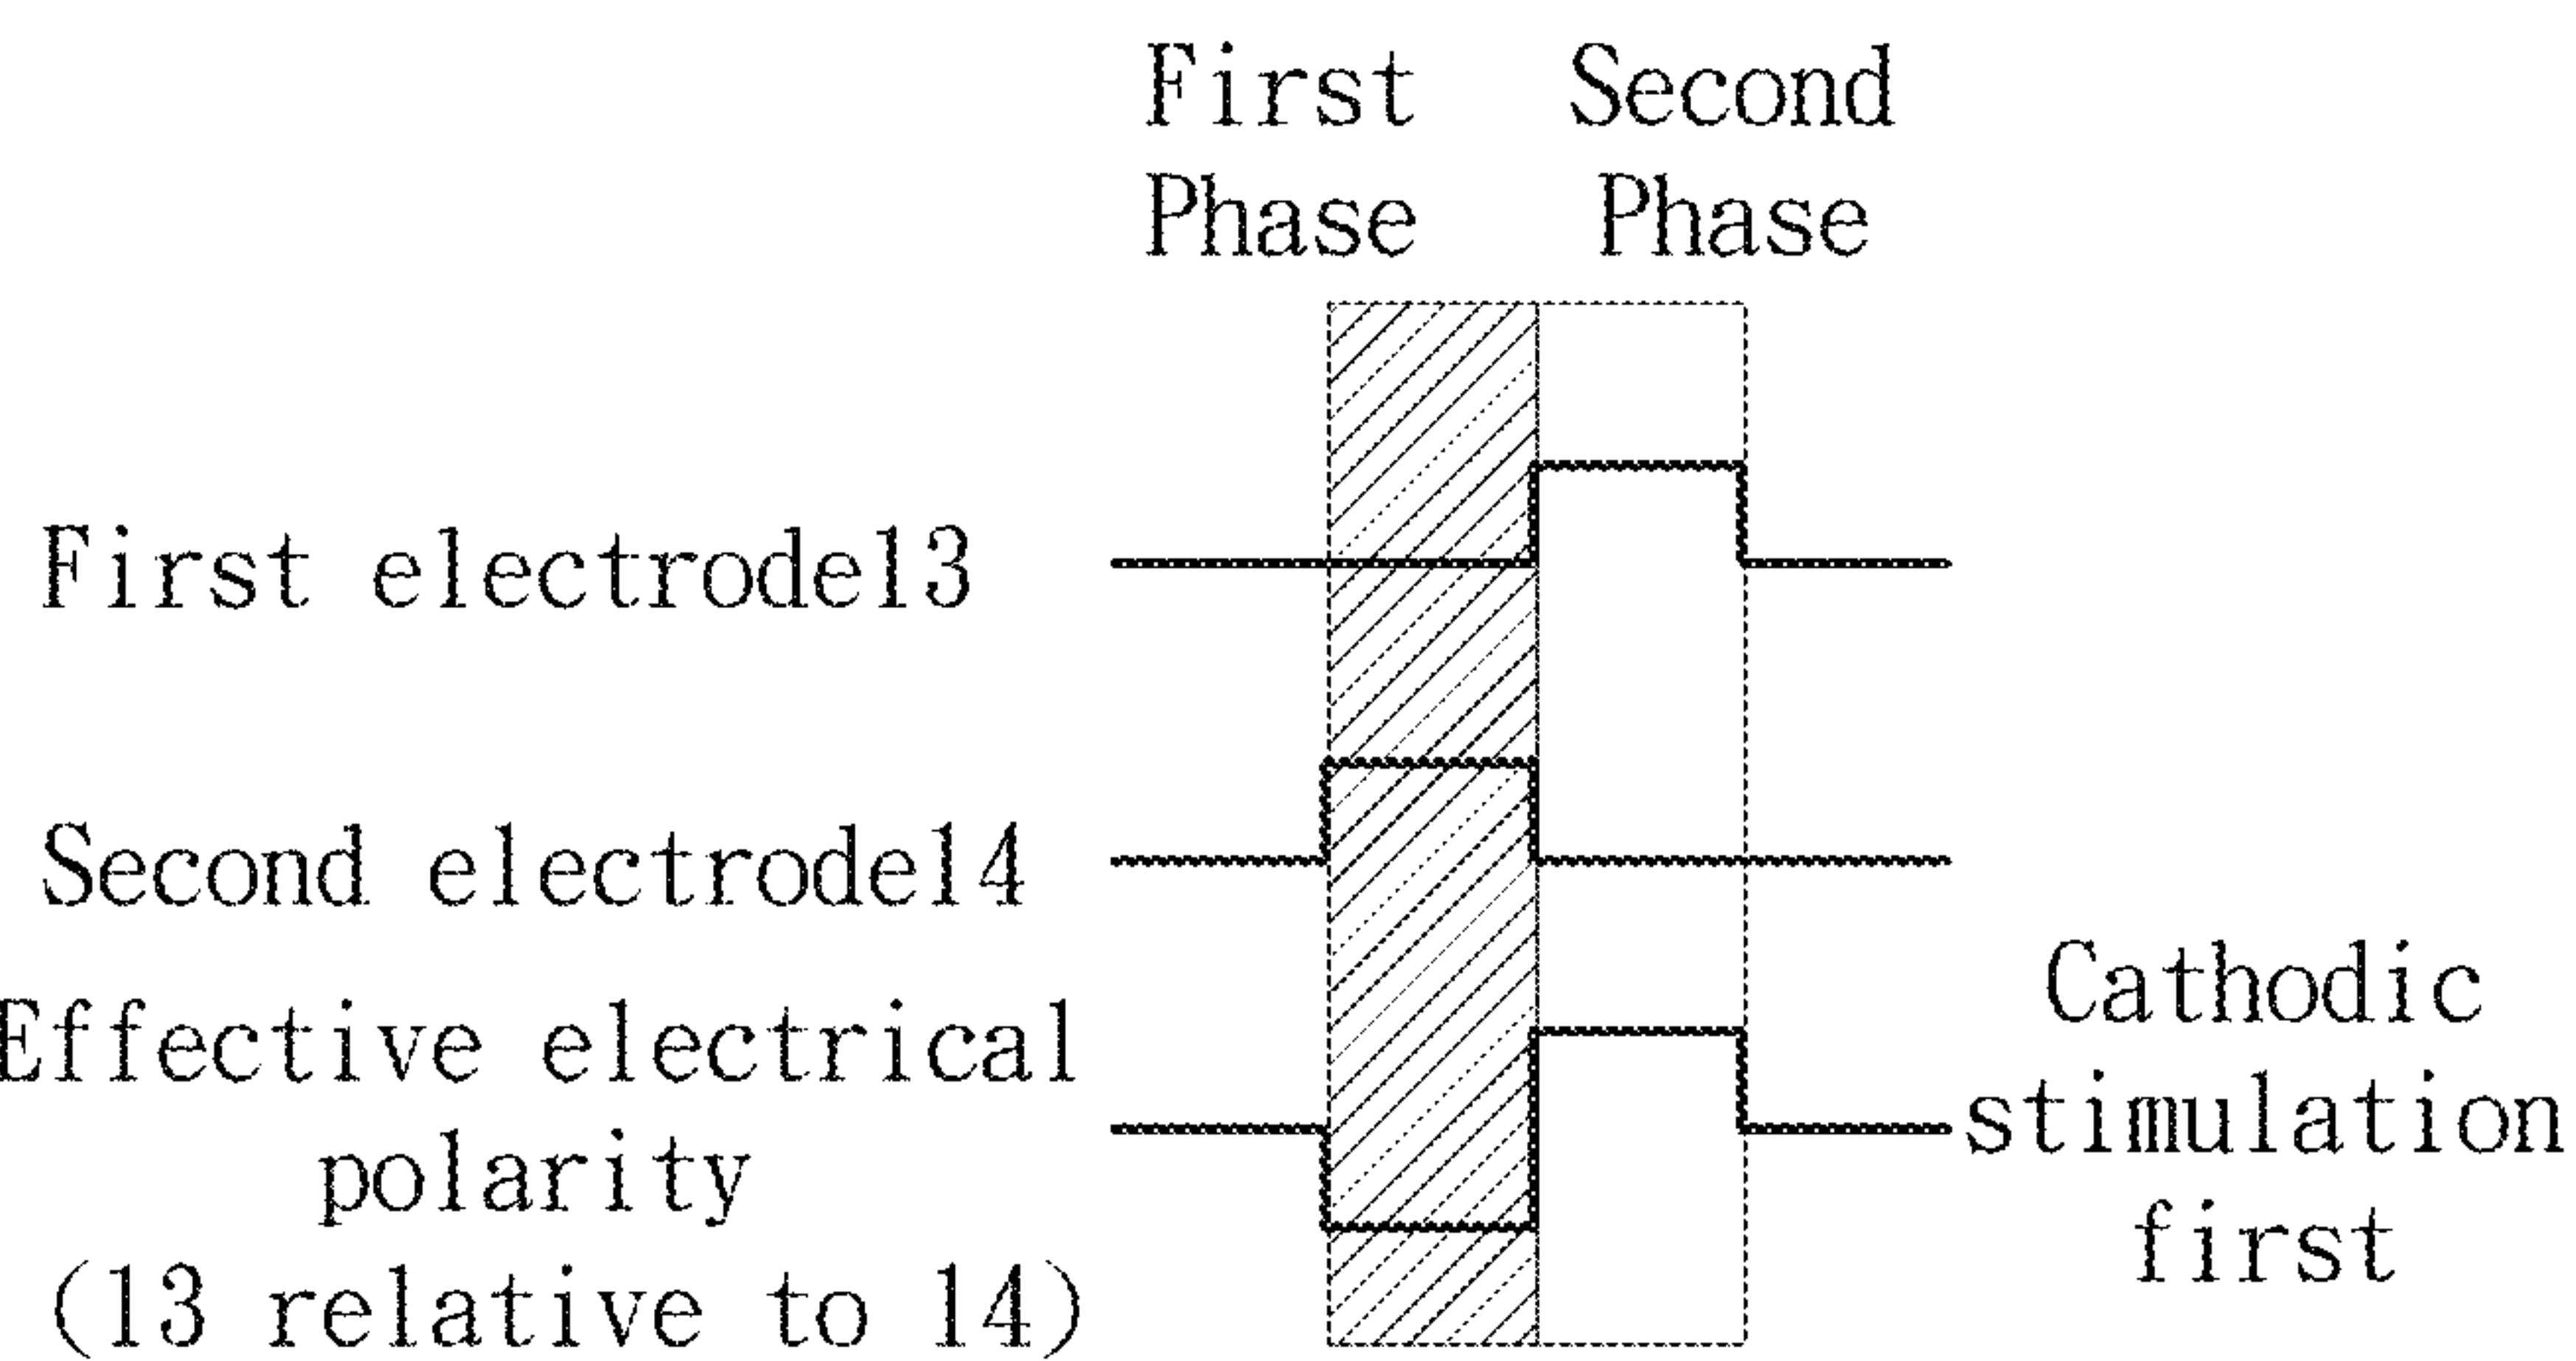 First Second
Phase Phase
First electrode13
Second electrode14
Effective electrical
polarity
(13 relative to 14)
Cathodic
stimulation
first